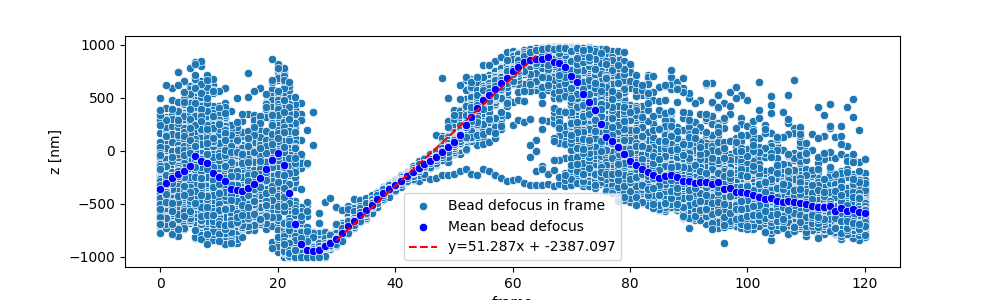 1000
500
0
−500
−1000
z [nm]
Bead defocus in frame
Mean bead defocus
y=51.287x + -2387.097
0 20 40 60 80 100 120
frame